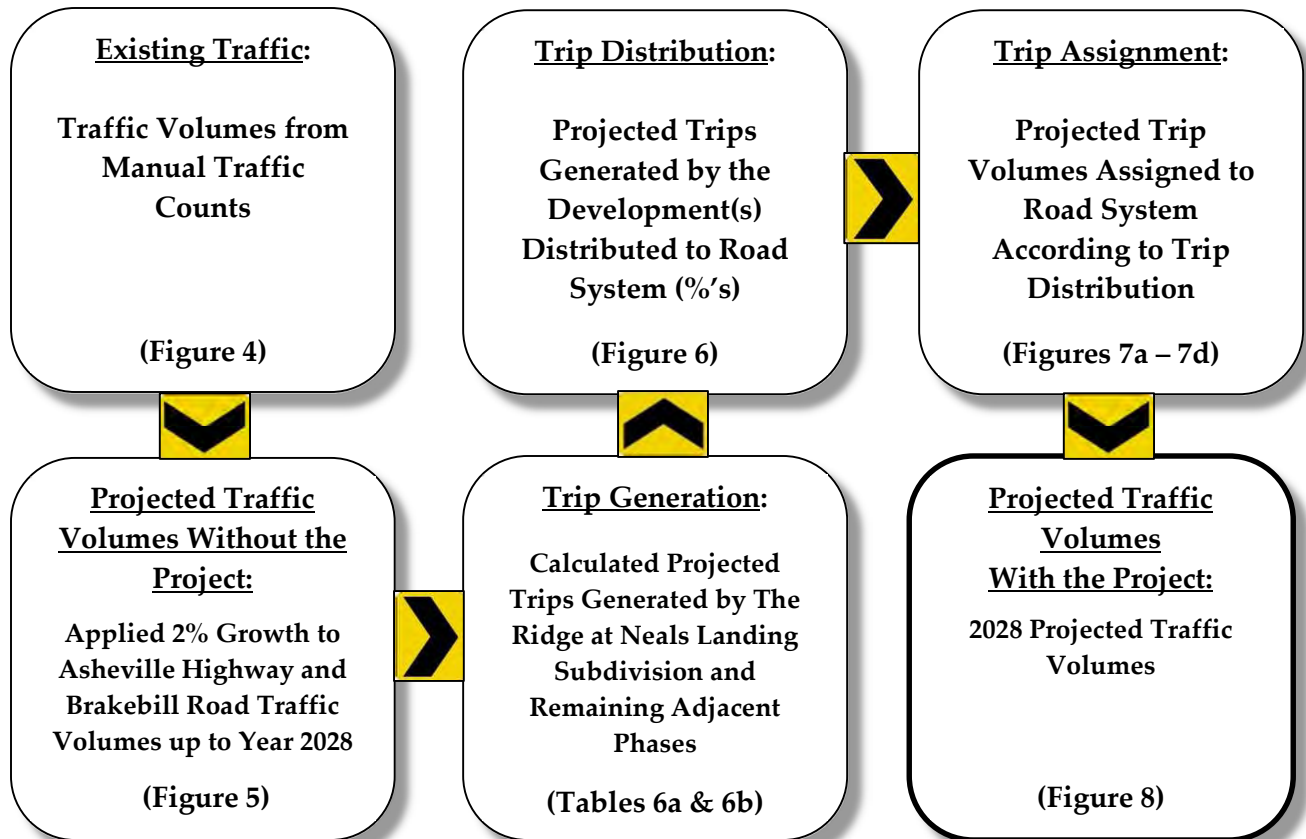 Existing Traffic:
Traffic Volumes from
Manual Traffic
Counts
(Figure 4)
Projected Traffic
Volumes Without the
Project:
Applied 2% Growth to
Asheville Highway and
Brakebill Road Traffic
Volumes up to Year 2028
(Figure 5)
Trip Generation:
Calculated Projected
Trips Generated by The
Ridge at Neals Landing
Subdivision and
Remaining Adjacent
Phases
(Tables 6a & 6b)
Trip Distribution:
Projected Trips
Generated by the
Development(s)
Distributed to Road
System (%’s)
(Figure 6)
Trip Assignment:
Projected Trip
Volumes Assigned to
Road System
According to Trip
Distribution
(Figures 7a – 7d)
Projected Traffic
Volumes
With the Project:
2028 Projected Traffic
Volumes
(Figure 8)